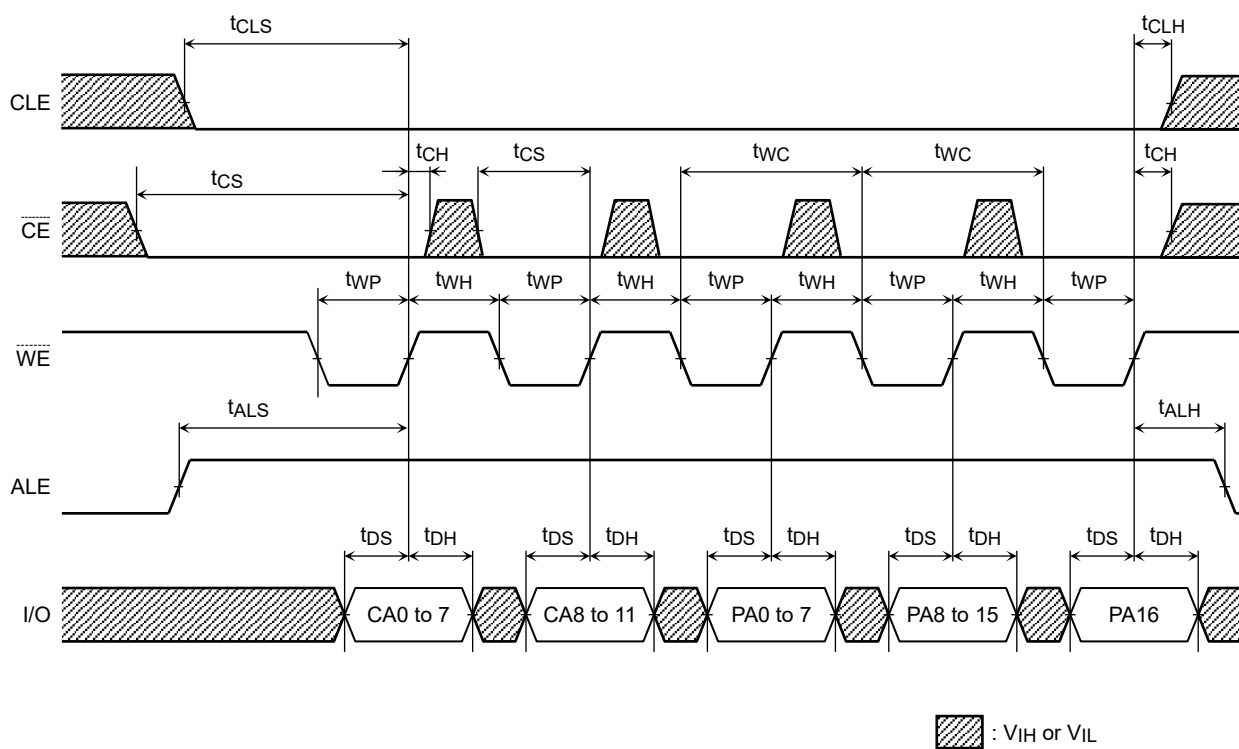 tCLS tCLH
CLE
tCH tCS tWC tWC tCH
tCS
CE
tWP tWH tWP tWH tWP tWH tWP tWH tWP
WE
tALS tALH
ALE
tDS tDH tDS tDH tDS tDH tDS tDH tDS tDH
I/O CA0 to 7 CA8 to 11 PA0 to 7 PA8 to 15 PA16
: VIH or VIL